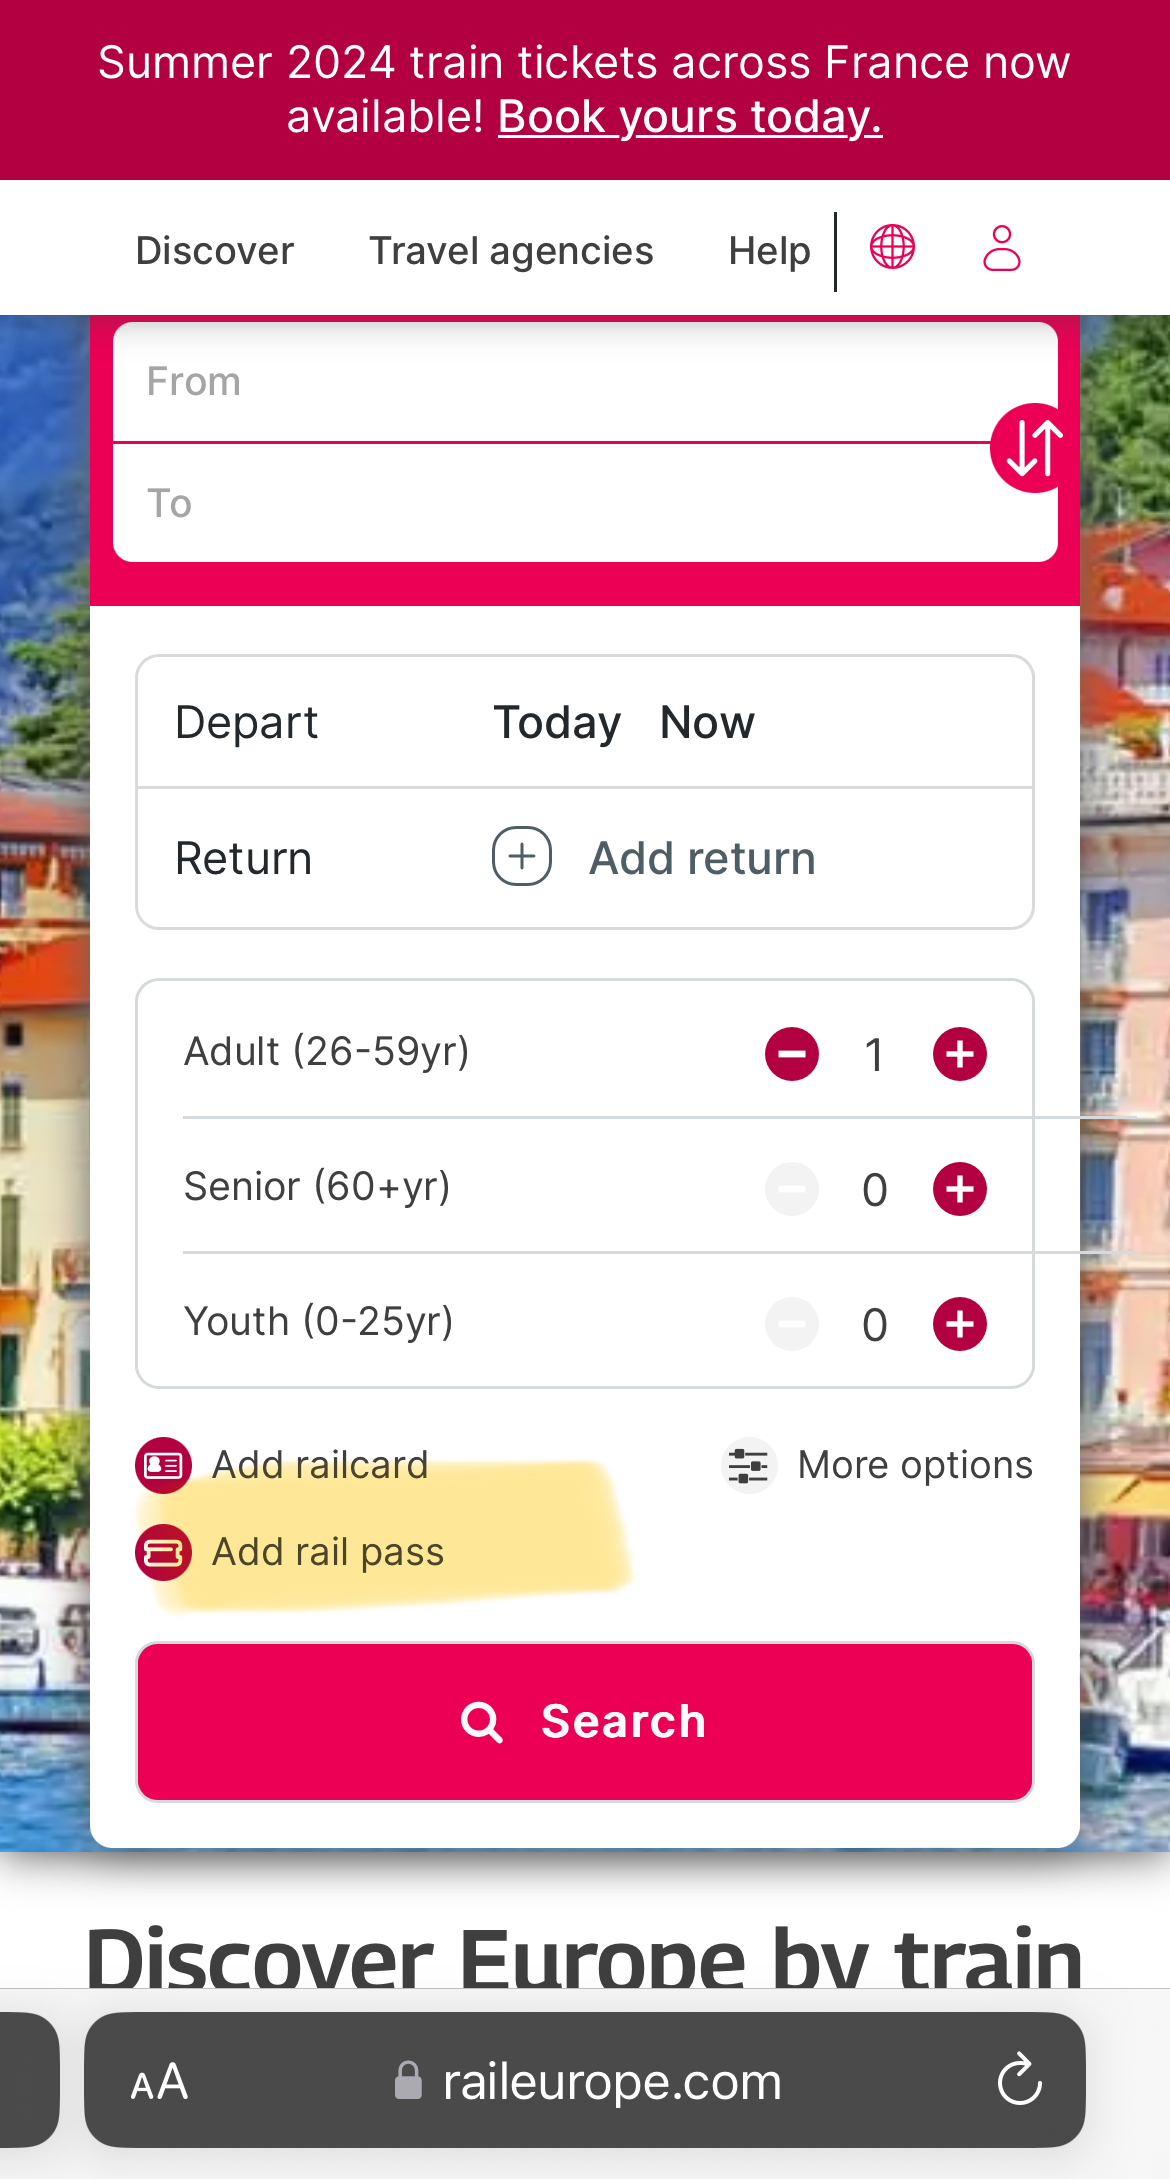 Summer 2024 train tickets across France now
available! Book yours today.
Discover Travel agencies Help
From
To
Depart Today Now
Return Add return
Adult (26-59yr) 1
Senior (60+yr) 0
Youth (0-25yr) 0
Add railcard More options
Add rail pass
Search
Discover Europe by train
AA raileurope.com